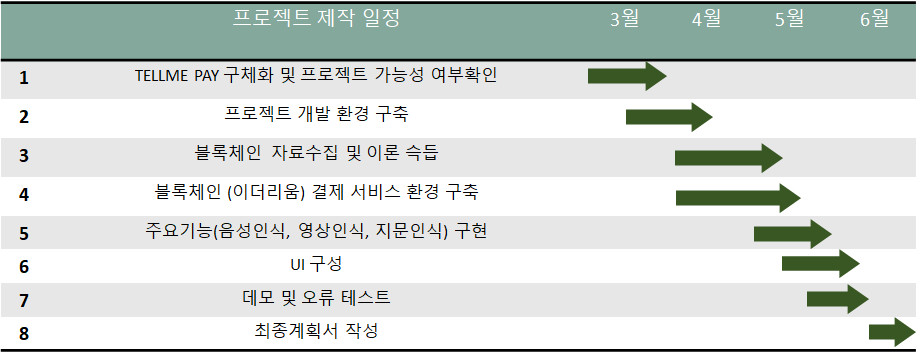 프로젝트 제작 일정 3월 4월 5월 6월
1 TELLME PAY 구체화 및 프로젝트 가능성 여부확인
2 프로젝트 개발 환경 구축
3 블록체인 자료수집 및 이론 슥듭
4 블록체인 (이더리움) 결제 서비스 환경 구축
5 주요기능(음성인식, 영상인식, 지문인식) 구현
6 UI 구성
7 데모 및 오류 테스트
8 최종계획서 작성